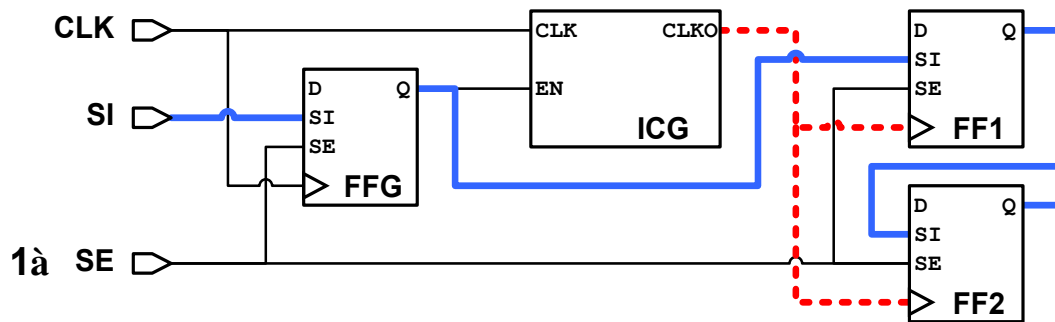 CLK
SI
1à SE
D Q
SI
SE
FFG
CLK CLKO
EN
ICG
D Q
SI
SE
FF1
D Q
SI
SE
FF2